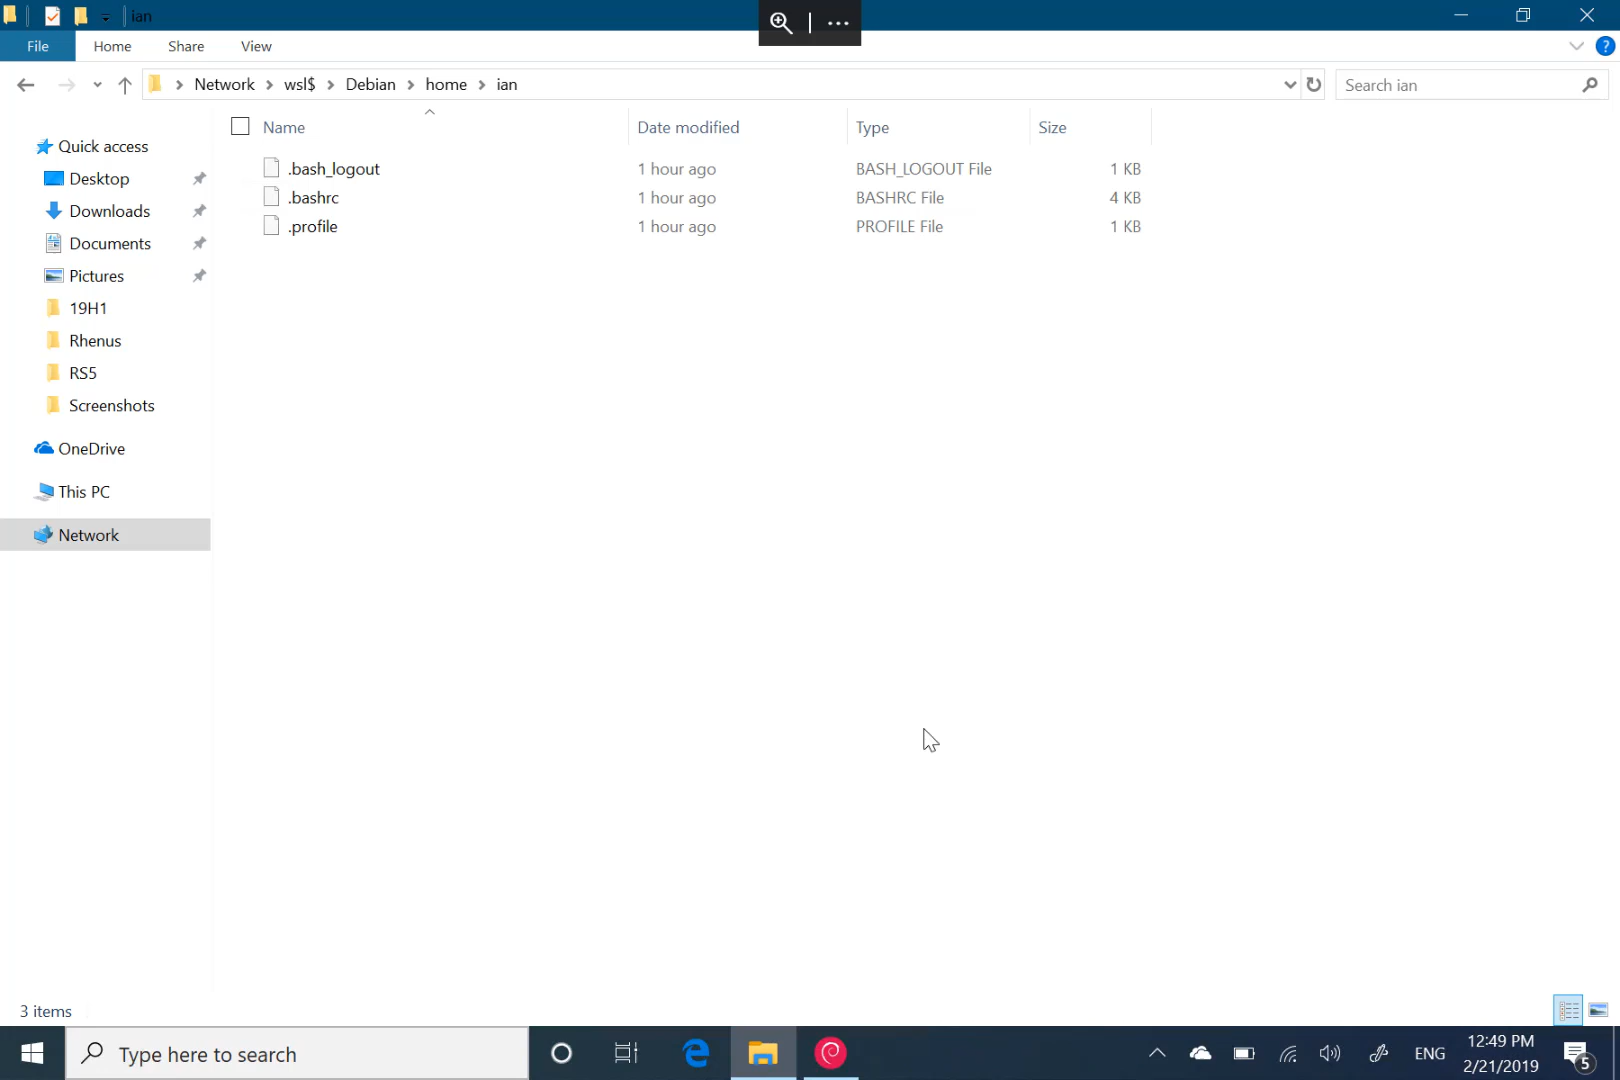 ian
File Home Share View
Network wsl$ Debian home ian
Search ian
Name Date modified Type Size
.bash_logout 1 hour ago BASH_LOGOUT File 1 KB
.bashrc 1 hour ago BASHRC File 4 KB
.profile 1 hour ago PROFILE File 1 KB
Quick access
Desktop
Downloads
Documents
Pictures
19H1
Rhenus
RS5
Screenshots
OneDrive
This PC
Network
3 items
Type here to search
ENG
12:49 PM
2/21/2019
5